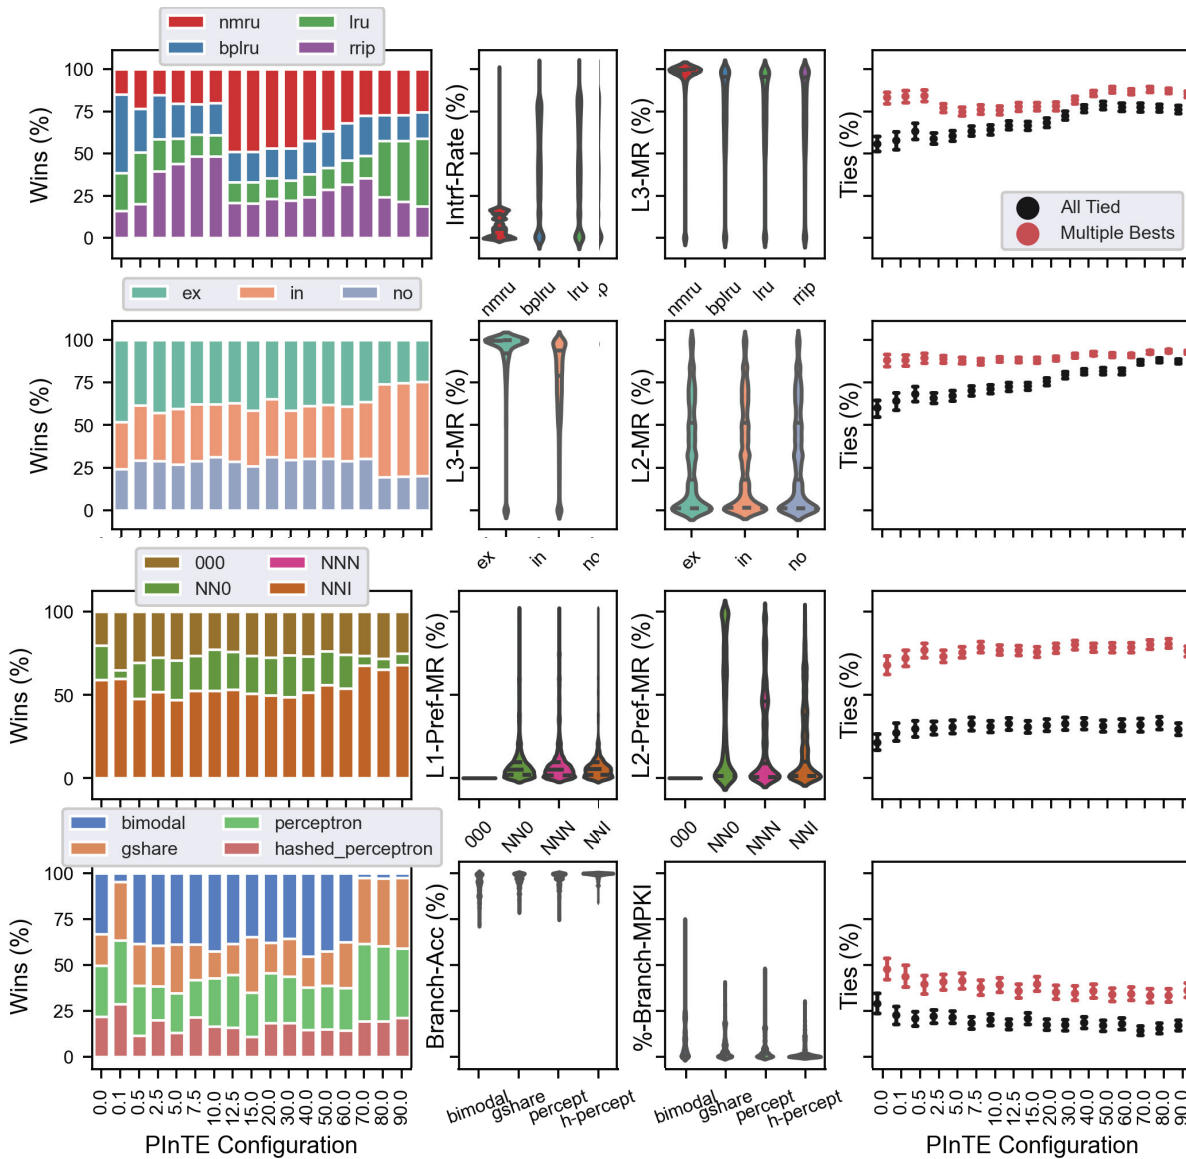 nmru lru
bplru rrip
100
75
50
25
0
Wins (%)
Intrf-Rate (%)
nmru
bplru
lru
L3-MR (%)
nmru
bplru
lru
rrip
Ties (%)
All Tied
Multiple Bests
ex in no
100
75
50
25
0
Wins (%)
L3-MR (%)
ex
in
no
L2-MR (%)
ex
in
no
Ties (%)
000 NNN
NN0 NNI
100
50
0
Wins (%)
L1-Pref-MR (%)
000
NN0
NNN
NNI
L2-Pref-MR (%)
000
NN0
NNN
NNI
Ties (%)
bimodal perceptron
gshare hashed_perceptron
100
75
50
25
0
Wins (%)
0.0 0.1 0.5 2.5 5.0 7.5 10.0 12.5 15.0 20.0 30.0 40.0 50.0 60.0 70.0 80.0 90.0
PInTE Configuration
Branch-Acc (%)
bimodal
gshare
percept
h-percept
%-Branch-MPKI
bimodal
gshare
percept
h-percept
Ties (%)
0.0 0.1 0.5 2.5 5.0 7.5 10.0 12.5 15.0 20.0 30.0 40.0 50.0 60.0 70.0 80.0 90.0
PInTE Configuration